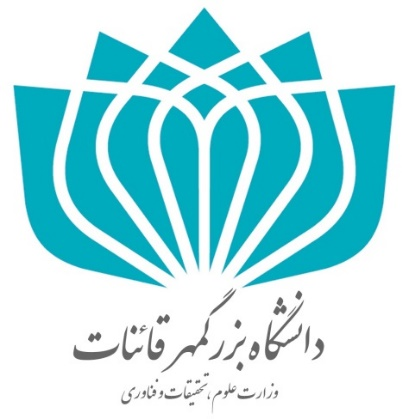 دانشگاه بزرگمهر قائنات
وزارت علوم، تحقیقات و فناوری